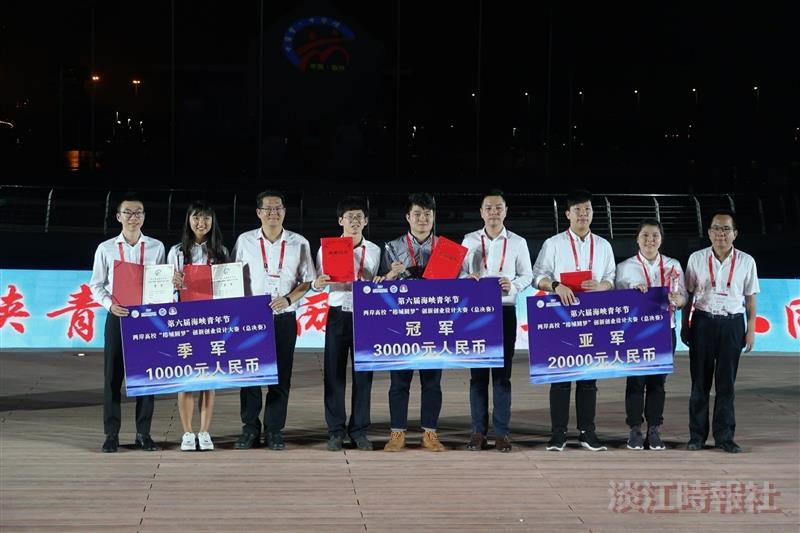 第六届海峡青年节
两岸高校“榕城圆梦”创新创业设计大赛（总决赛）
季军
10000元人民币
第六届海峡青年节
两岸高校“榕城圆梦”创新创业设计大赛（总决赛）
冠军
30000元人民币
第六届海峡青年节
两岸高校“榕城圆梦”创新创业设计大赛（总决赛）
亚军
20000元人民币
峡青
两
淡江時報社